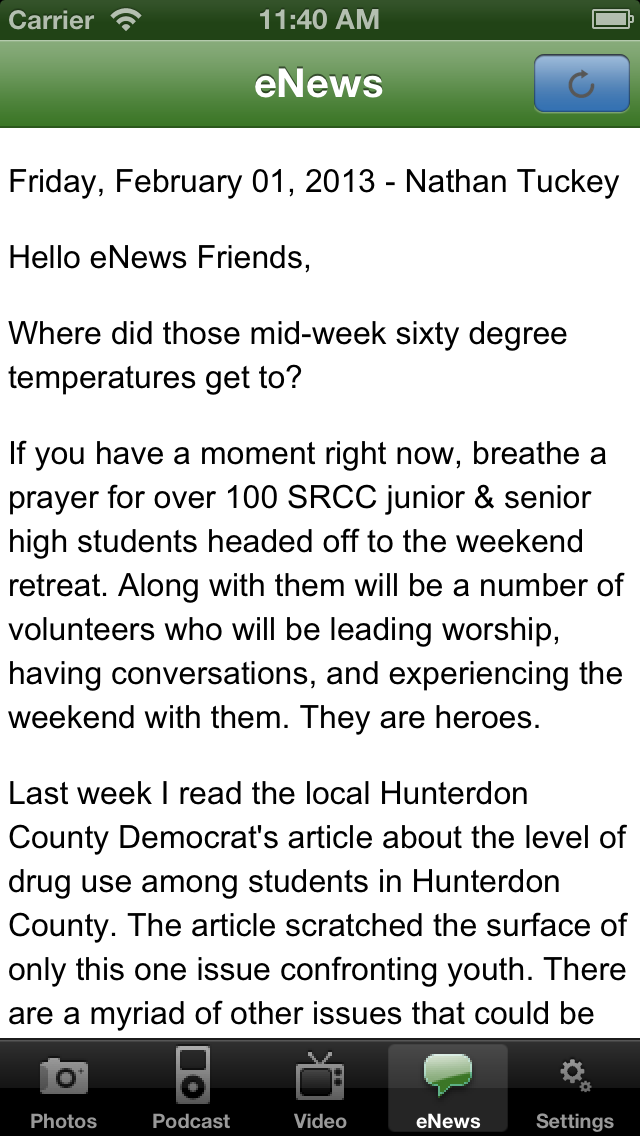 Carrier 11:40 AM
eNews
Friday, February 01, 2013 - Nathan Tuckey
Hello eNews Friends,
Where did those mid-week sixty degree
temperatures get to?
If you have a moment right now, breathe a
prayer for over 100 SRCC junior & senior
high students headed off to the weekend
retreat. Along with them will be a number of
volunteers who will be leading worship,
having conversations, and experiencing the
weekend with them. They are heroes.
Last week I read the local Hunterdon
County Democrat's article about the level of
drug use among students in Hunterdon
County. The article scratched the surface of
only this one issue confronting youth. There
are a myriad of other issues that could be
Photos Podcast Video eNews Settings